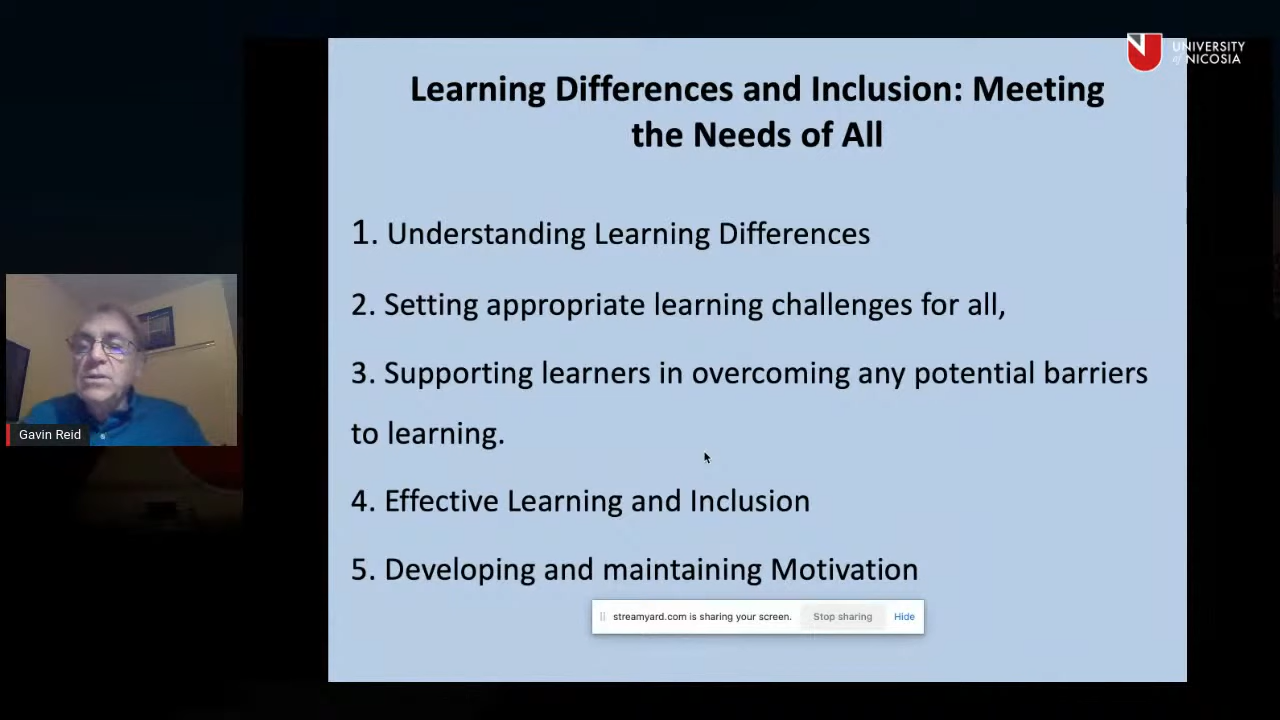 UNIVERSITY
of NICOSIA
Learning Differences and Inclusion: Meeting
the Needs of All
1. Understanding Learning Differences
2. Setting appropriate learning challenges for all,
3. Supporting learners in overcoming any potential barriers
to learning.
4. Effective Learning and Inclusion
5. Developing and maintaining Motivation
Gavin Reid
streamyard.com is sharing your screen. Stop sharing Hide